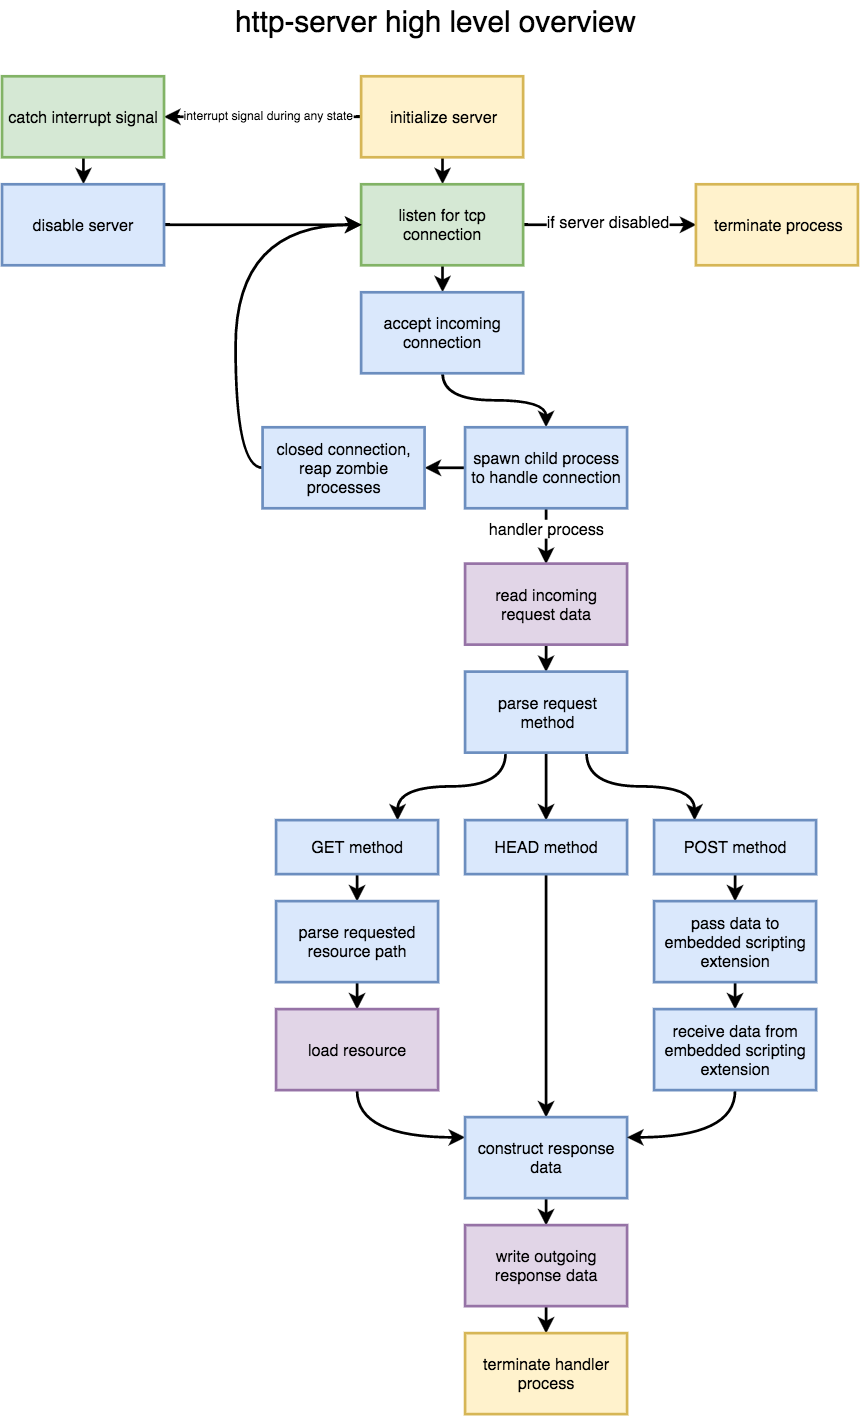 http-server high level overview
catch interrupt signal
interrupt signal during any state
initialize server
disable server
listen for tcp
connection
if server disabled
terminate process
accept incoming
connection
closed connection,
reap zombie
processes
spawn child process
to handle connection
handler process
read incoming
request data
parse request
method
GET method
HEAD method
POST method
parse requested
resource path
pass data to
embedded scripting
extension
load resource
receive data from
embedded scripting
extension
construct response
data
write outgoing
response data
terminate handler
process